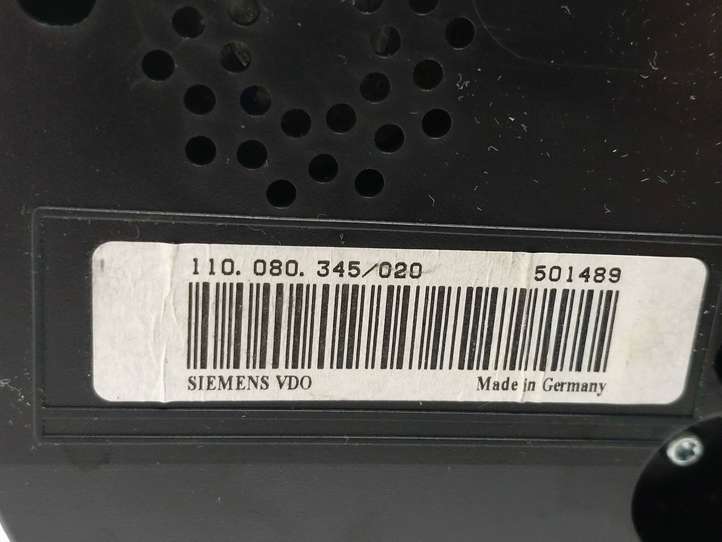 110. 080. 345/020 501489
SIEMENS VDO Made in Germany